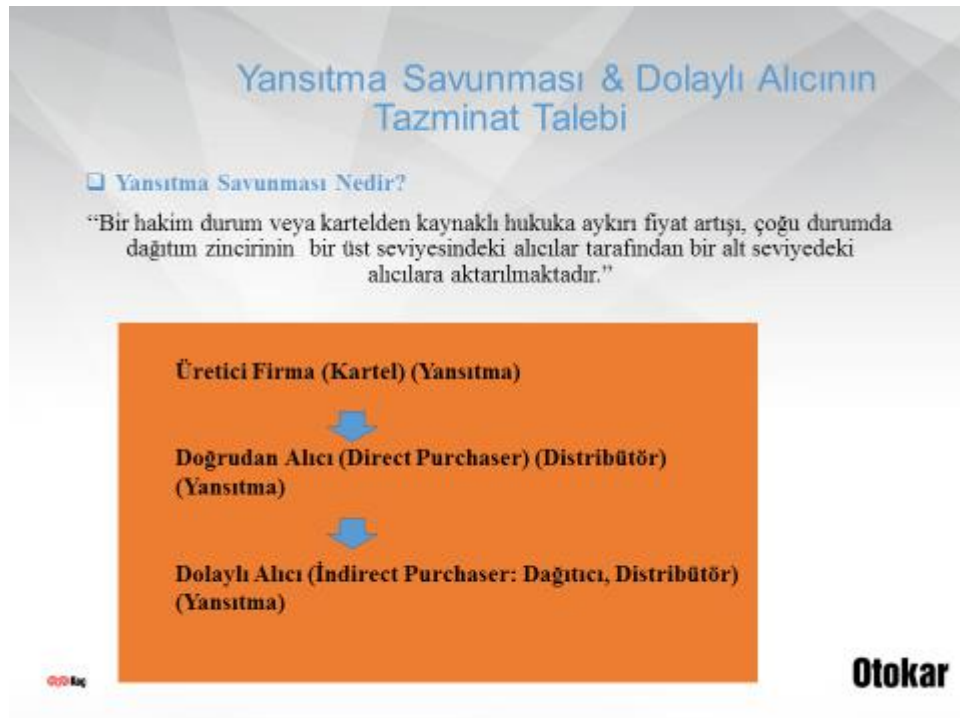 Yansıtma Savunması & Dolaylı Alıcının
Tazminat Talebi
Yansıtma Savunması Nedir?
“Bir hakim durum veya kartelden kaynaklı hukuka aykırı fiyat artışı, çoğu durumda
dağıtım zincirinin bir üst seviyesindeki alıcılar tarafından bir alt seviyedeki
alıcılara aktarılmaktadır.”
Üretici Firma (Kartel) (Yansıtma)
Doğrudan Alıcı (Direct Purchaser) (Distribütör)
(Yansıtma)
Dolaylı Alıcı (İndirect Purchaser: Dağıtıcı, Distribütör)
(Yansıtma)
Koç
Otokar